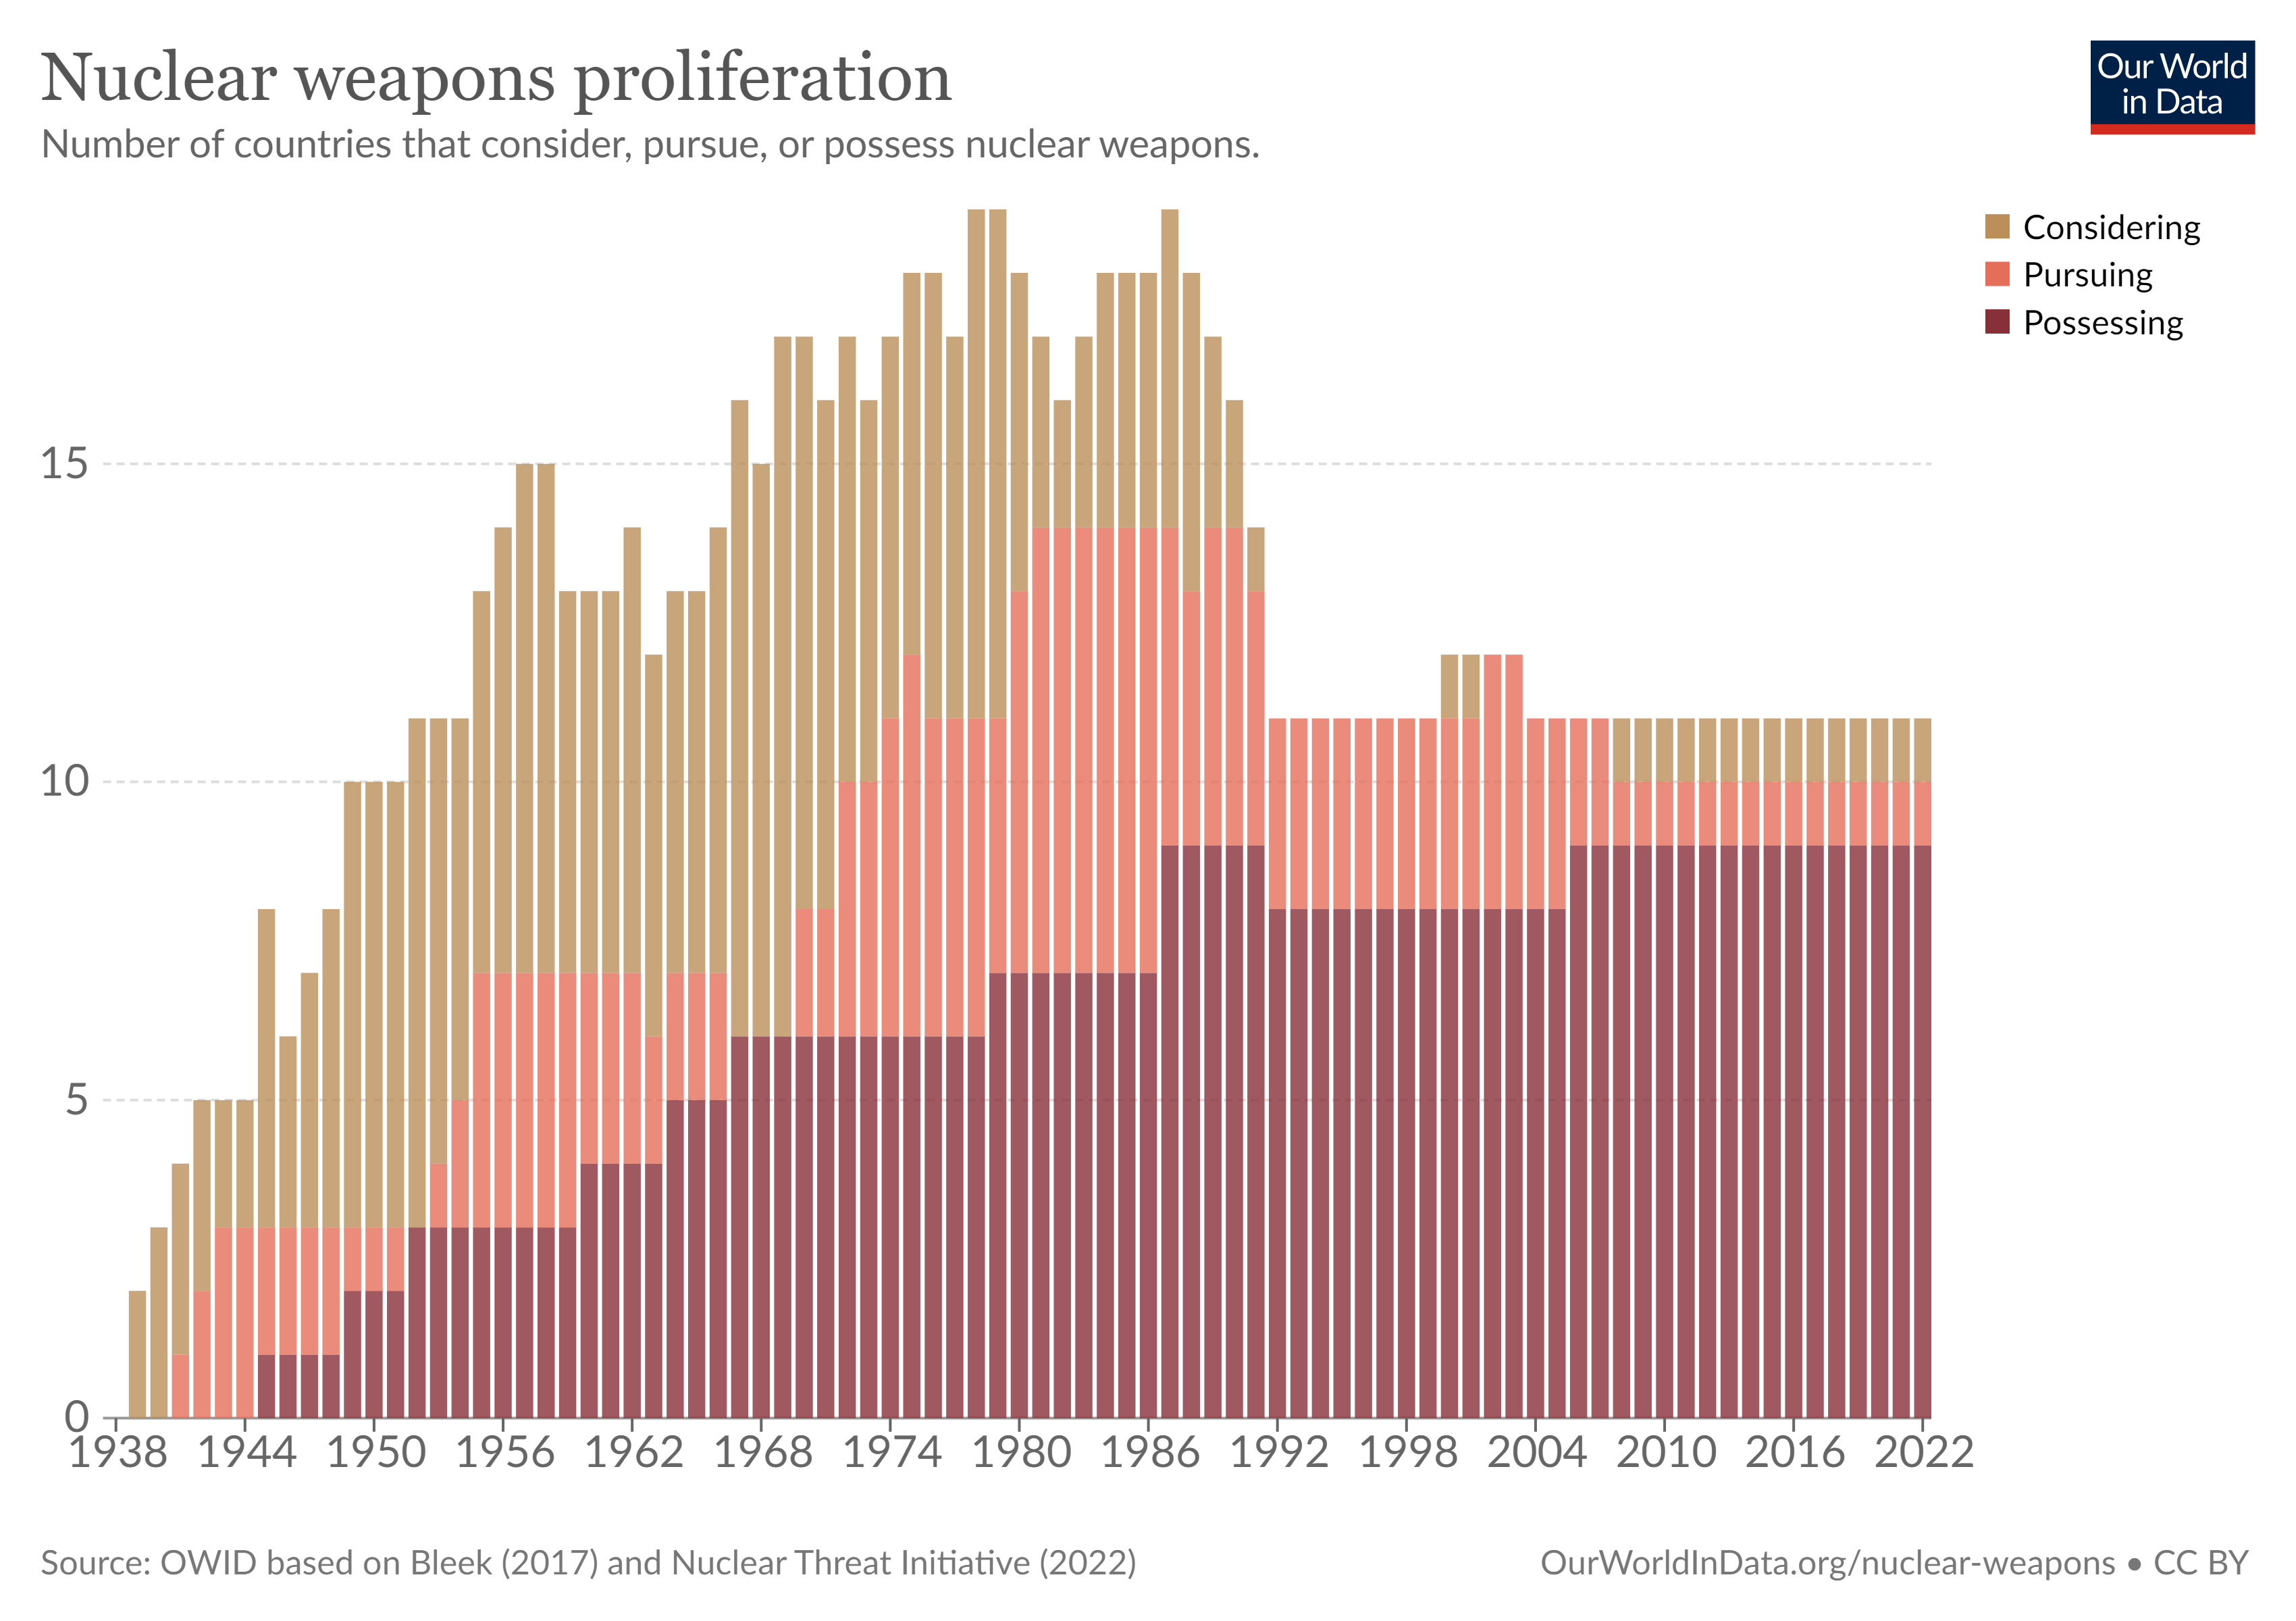 Nuclear weapons proliferation
Number of countries that consider, pursue, or possess nuclear weapons.
Our World
in Data
Considering
Pursuing
Possessing
15
10
5
0
1938 1944 1950 1956 1962 1968 1974 1980 1986 1992 1998 2004 2010 2016 2022
Source: OWID based on Bleek (2017) and Nuclear Threat Initiative (2022)
OurWorldInData.org/nuclear-weapons • CC BY